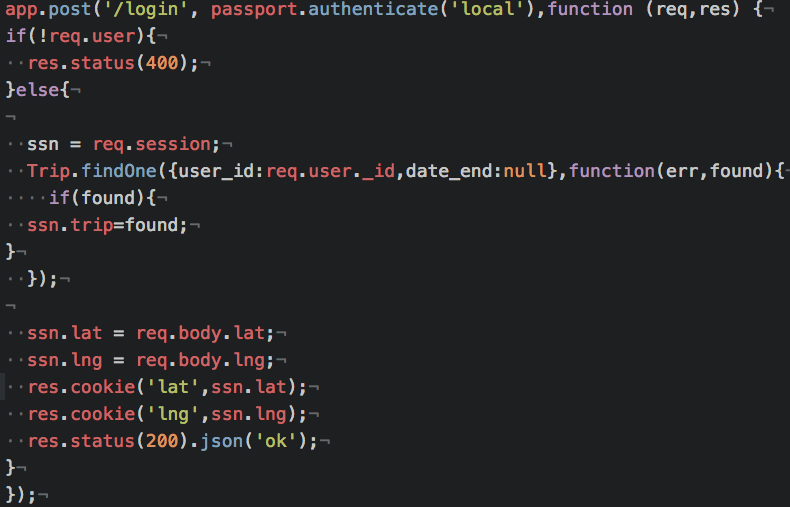 app.post('/login', passport.authenticate('local'),function (req,res) {¬
if(!req.user){¬
··res.status(400);¬
}else{¬
¬
··ssn = req.session;¬
··Trip.findOne({user_id:req.user._id,date_end:null},function(err,found){¬
····if(found){¬
··ssn.trip=found;¬
}¬
··});¬
¬
··ssn.lat = req.body.lat;¬
··ssn.lng = req.body.lng;¬
··res.cookie('lat',ssn.lat);¬
··res.cookie('lng',ssn.lng);¬
··res.status(200).json('ok');¬
}¬
});¬